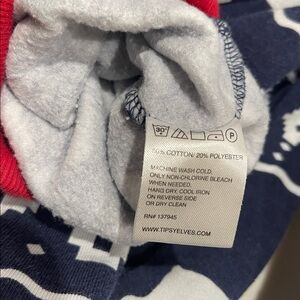 30°
P
% COTTON/ 20% POLYESTER
MACHINE WASH COLD.
ONLY NON-CHLORINE BLEACH
WHEN NEEDED.
HANG DRY, COOL IRON
ON REVERSE SIDE
OR DRY CLEAN
RN# 137945
WWW.TIPSYELVES.COM